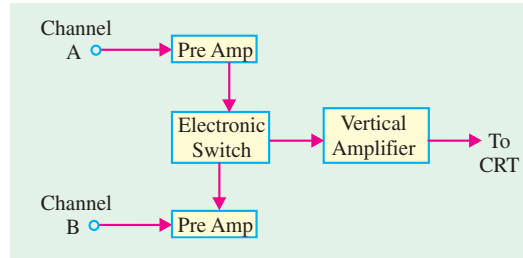 Channel
A
Pre Amp
Electronic
Switch
Vertical
Amplifier
To
CRT
Channel
B
Pre Amp